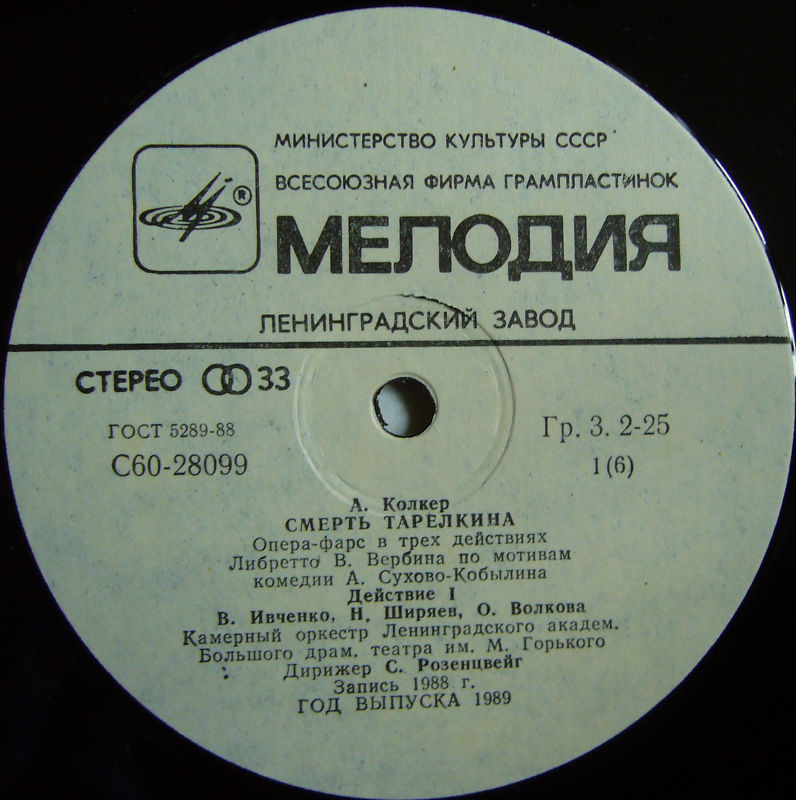 МИНИСТЕРСТВО КУЛЬТУРЫ СССР
ВСЕСОЮЗНАЯ ФИРМА ГРАМПЛАСТИНОК
®
МЕЛОДИЯ
ЛЕНИНГРАДСКИЙ ЗАВОД
СТЕРЕО 33
ГОСТ 5289-88
Гр. 3. 2-25
С60-28099
1(6)
А. Колкер
СМЕРТЬ ТАРЕЛКИНА
Опера-фарс в трех действиях
Либретто В. Вербина по мотивам
комедии А. Сухово-Кобылина
Действие I
В. Ивченко, Н. Ширяев, О. Волкова
Камерный оркестр Ленинградского академ.
Большого драм. театра им. М. Горького
Дирижер С. Розенцвейг
Запись 1988 г.
ГОД ВЫПУСКА 1989